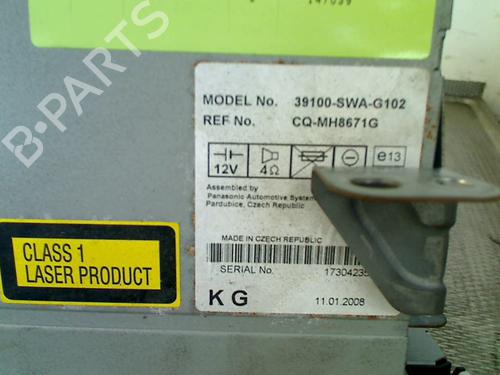 MODEL No. 39100-SWA-G102
REF No. CQ-MH8671G
12V 4Ω e13
Assembled by
Panasonic Automotive System
Pardubice, Czech Republic
MADE IN CZECH REPUBLIC
SERIAL No.
KG 11.01.2008
CLASS 1
LASER PRODUCT
B-PARTS